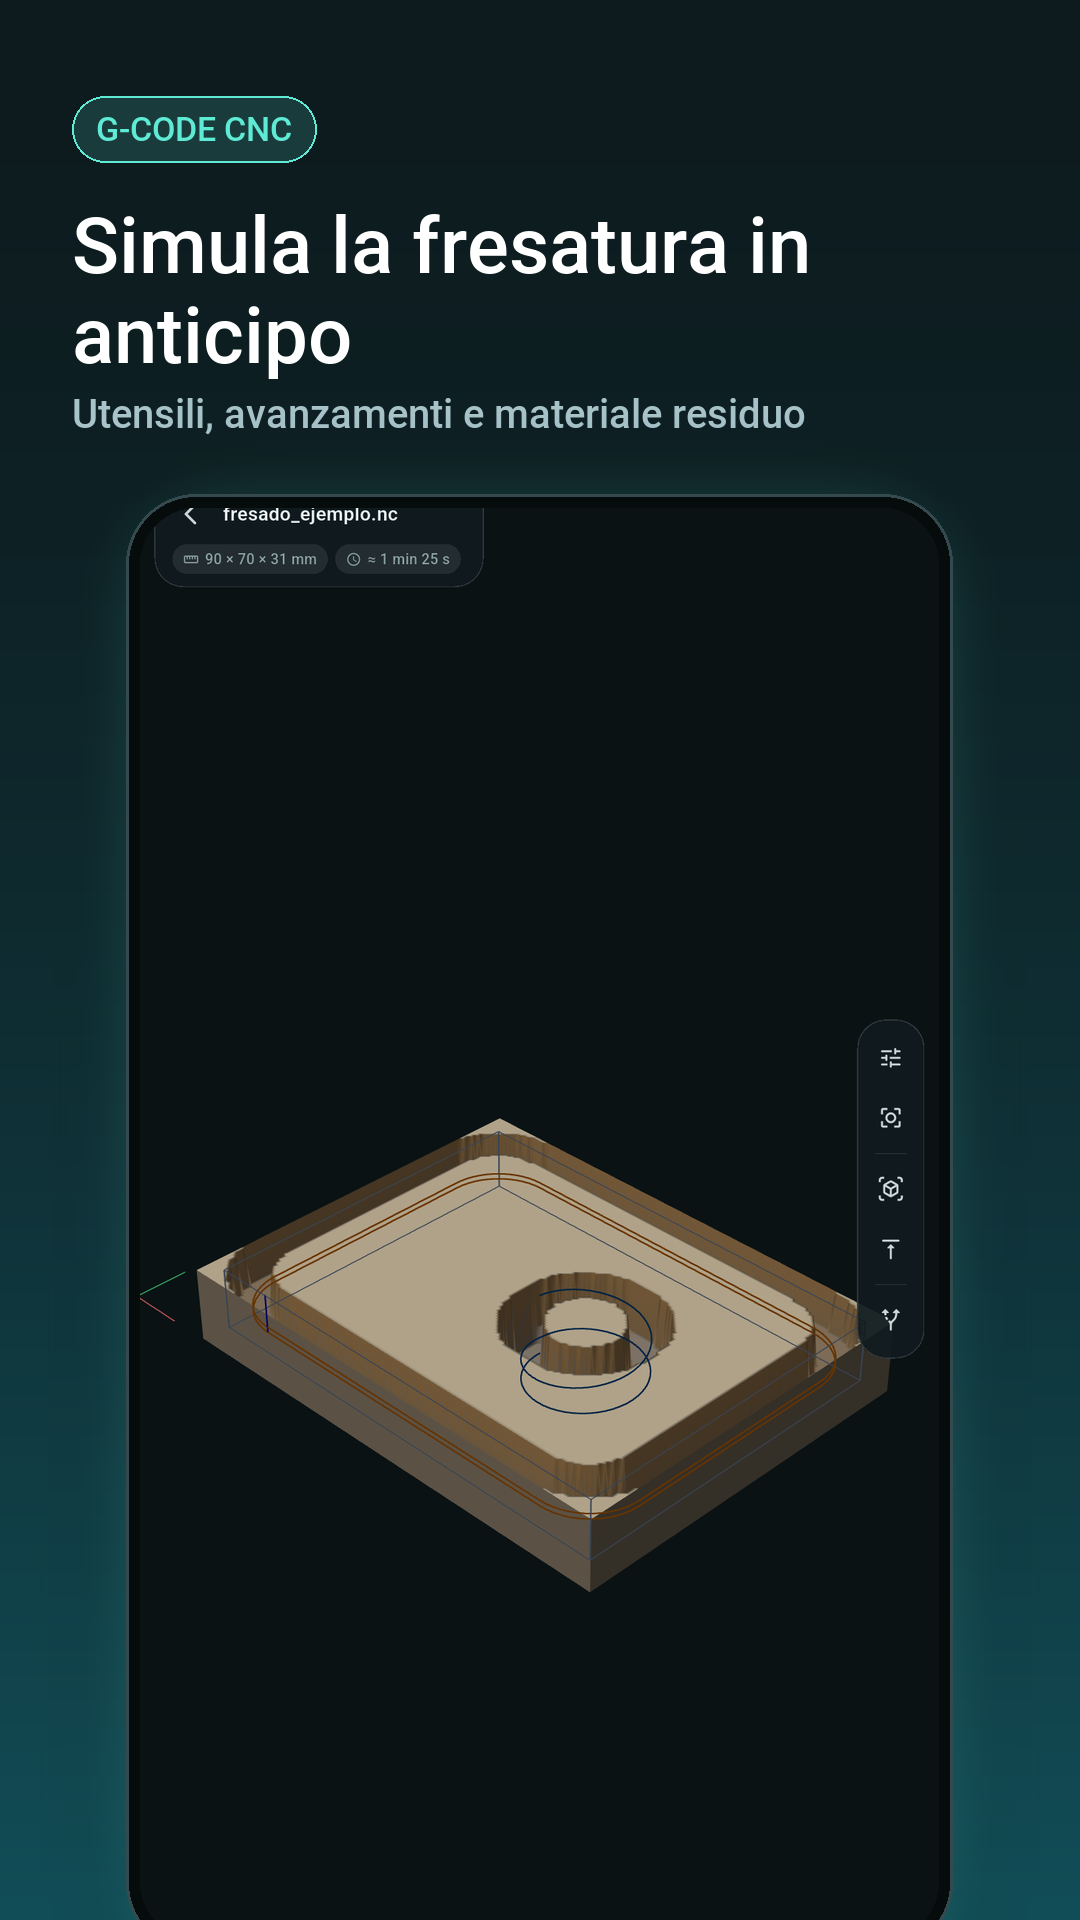 G-CODE CNC
Simula la fresatura in
anticipo
Utensili, avanzamenti e materiale residuo
fresado_ejemplo.nc
90 × 70 × 31 mm
≈ 1 min 25 s